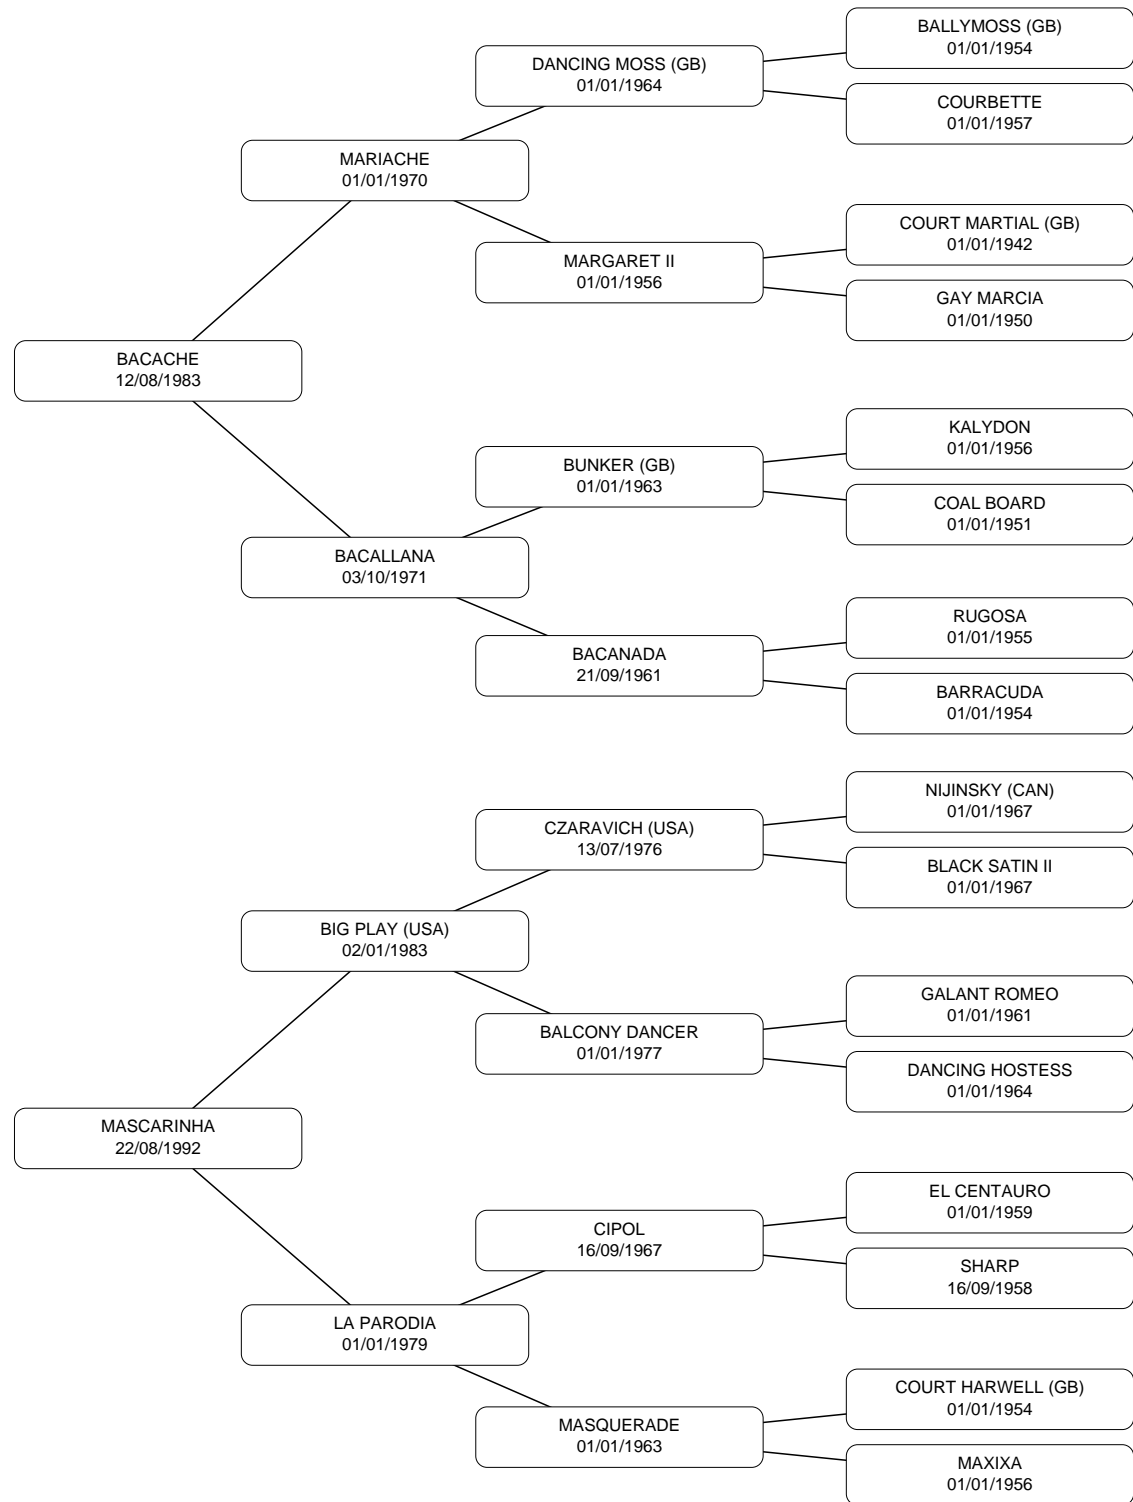 BALLYMOSS (GB)
01/01/1954
DANCING MOSS (GB)
01/01/1964
COURBETTE
01/01/1957
MARIACHE
01/01/1970
COURT MARTIAL (GB)
01/01/1942
MARGARET II
01/01/1956
GAY MARCIA
01/01/1950
BACACHE
12/08/1983
KALYDON
01/01/1956
BUNKER (GB)
01/01/1963
COAL BOARD
01/01/1951
BACALLANA
03/10/1971
RUGOSA
01/01/1955
BACANADA
21/09/1961
BARRACUDA
01/01/1954
NIJINSKY (CAN)
01/01/1967
CZARAVICH (USA)
13/07/1976
BLACK SATIN II
01/01/1967
BIG PLAY (USA)
02/01/1983
GALANT ROMEO
01/01/1961
BALCONY DANCER
01/01/1977
DANCING HOSTESS
01/01/1964
MASCARINHA
22/08/1992
EL CENTAURO
01/01/1959
CIPOL
16/09/1967
SHARP
16/09/1958
LA PARODIA
01/01/1979
COURT HARWELL (GB)
01/01/1954
MASQUERADE
01/01/1963
MAXIXA
01/01/1956